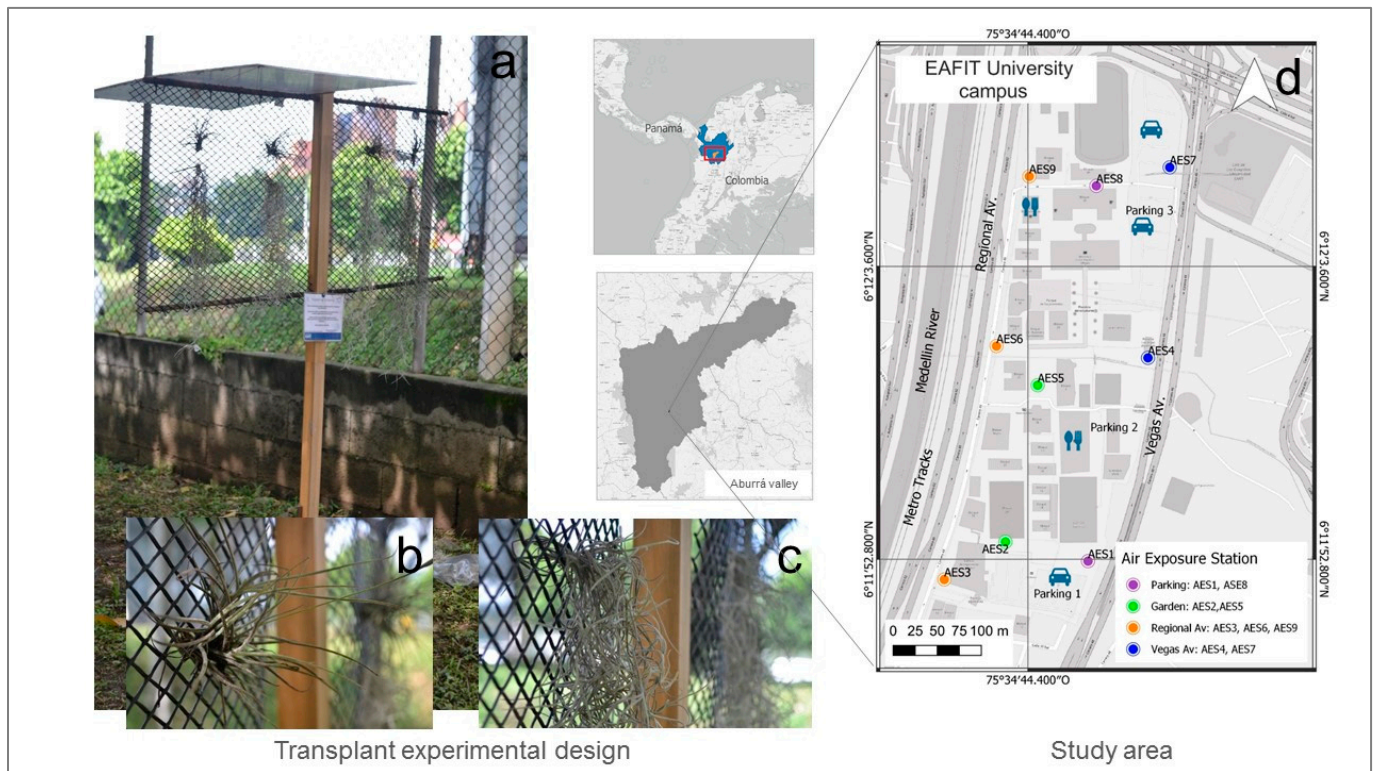 a
b
c
Transplant experimental design
Panamá
Colombia
Aburrá valley
75°34'44.400"O
EAFIT University
campus
d
AES7
AES9
AES8
Parking 3
Regional Av.
6°12'3.600"N
6°12'3.600"N
Medellin River
AES6
AES4
AES5
Vegas Av.
Parking 2
Metro Tracks
AES2
AES1
6°11'52.800"N
6°11'52.800"N
AES3
Parking 1
Air Exposure Station
Parking: AES1, ASE8
Garden: AES2,AES5
Regional Av: AES3, AES6, AES9
Vegas Av: AES4, AES7
0 25 50 75 100 m
75°34'44.400"O
Study area